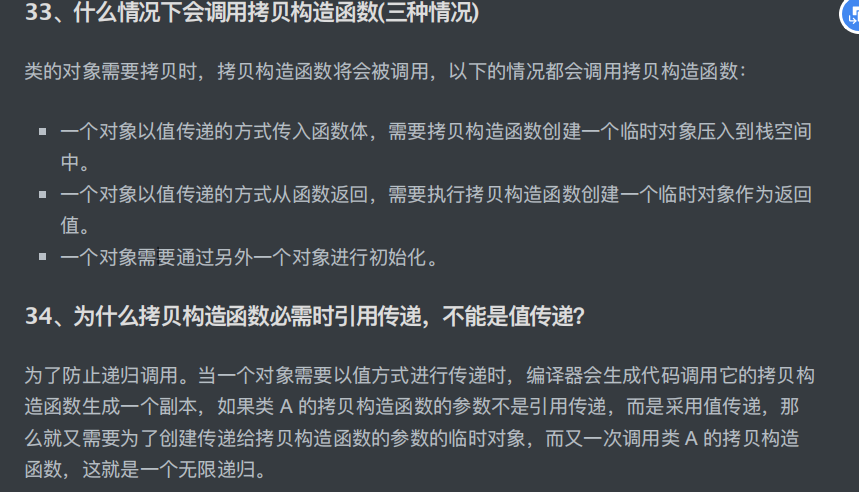 33、什么情况下会调用拷贝构造函数(三种情况)
类的对象需要拷贝时，拷贝构造函数将会被调用，以下的情况都会调用拷贝构造函数：
一个对象以值传递的方式传入函数体，需要拷贝构造函数创建一个临时对象压入到栈空间
中。
一个对象以值传递的方式从函数返回，需要执行拷贝构造函数创建一个临时对象作为返回
值。
一个对象需要通过另外一个对象进行初始化。
34、为什么拷贝构造函数必需时引用传递，不能是值传递?
为了防止递归调用。当一个对象需要以值方式进行传递时，编译器会生成代码调用它的拷贝构
造函数生成一个副本，如果类 A 的拷贝构造函数的参数不是引用传递，而是采用值传递，那
么就又需要为了创建传递给拷贝构造函数的参数的临时对象，而又一次调用类 A 的拷贝构造
函数，这就是一个无限递归。